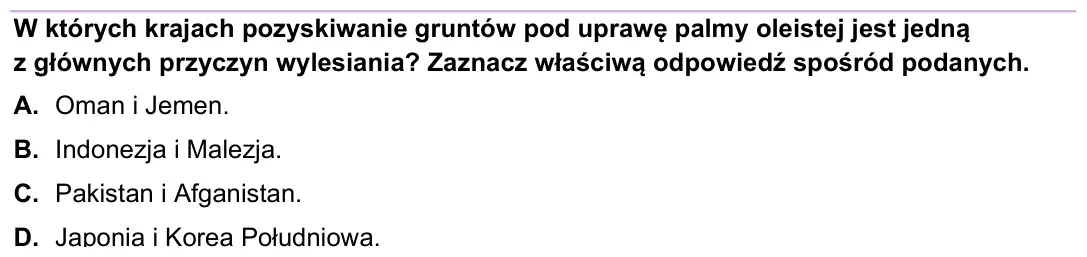 W których krajach pozyskiwanie gruntów pod uprawę palmy oleistej jest jedną
z głównych przyczyn wylesiania? Zaznacz właściwą odpowiedź spośród podanych.
A. Oman i Jemen.
B. Indonezja i Malezja.
C. Pakistan i Afganistan.
D. Japonia i Korea Południowa.